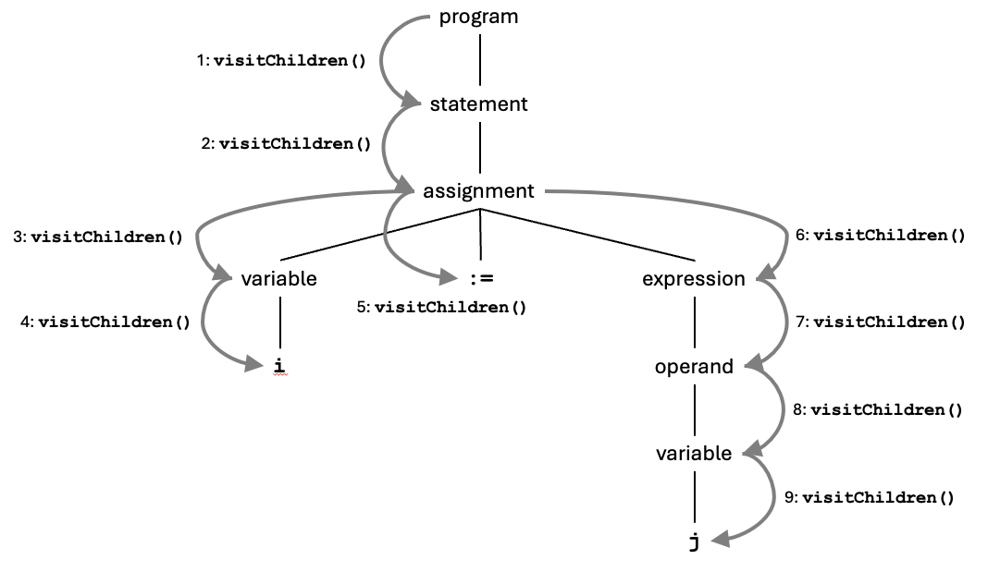 program
1: visitChildren()
statement
2: visitChildren()
assignment
3: visitChildren()
6: visitChildren()
variable
:=
expression
5: visitChildren()
4: visitChildren()
7: visitChildren()
i
operand
8: visitChildren()
variable
9: visitChildren()
j